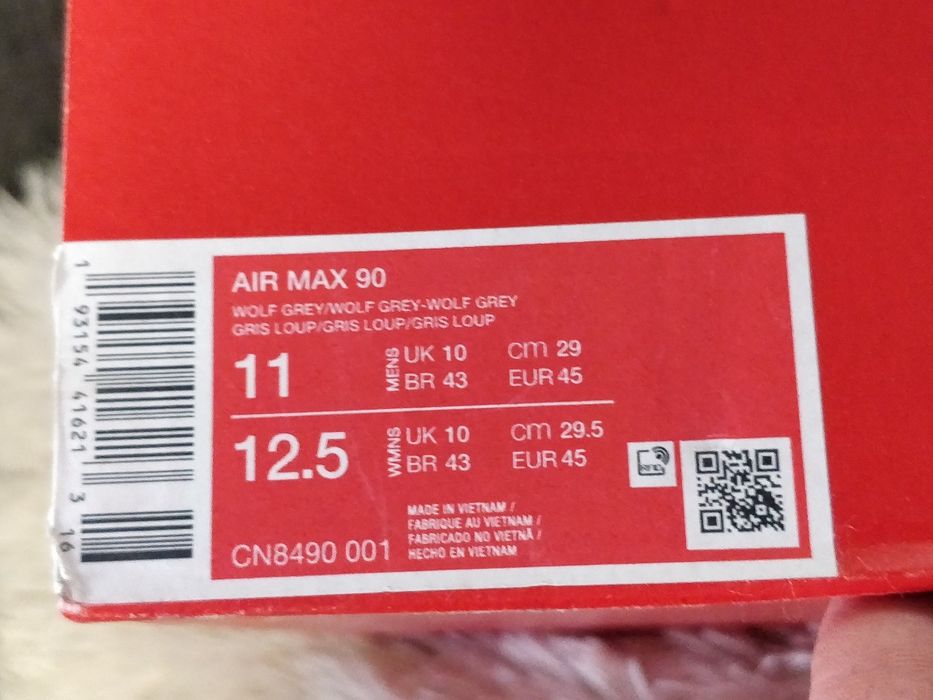 AIR MAX 90
WOLF GREY/WOLF GREY-WOLF GREY
GRIS LOUP/GRIS LOUP/GRIS LOUP
11 MENS UK 10 cm 29
BR 43 EUR 45
12.5 WMNS UK 10 cm 29.5
BR 43 EUR 45
RFID
MADE IN VIETNAM /
FABRIQUE AU VIETNAM /
FABRICADO NO VIETNÃ /
HECHO EN VIETNAM
CN8490 001
1 93154 41621 3 16